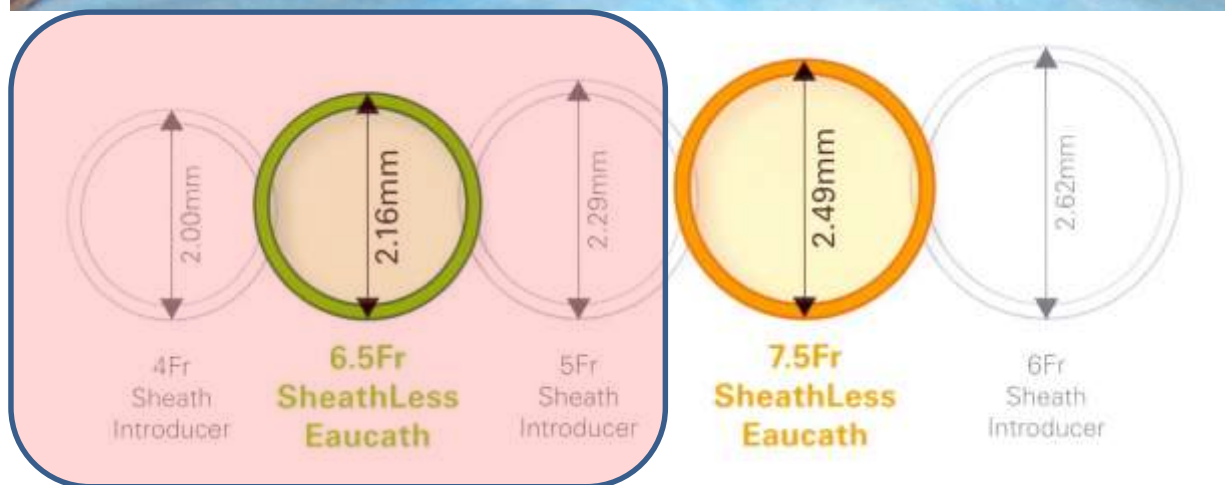 2.00mm
2.16mm
2.29mm
2.49mm
2.62mm
4Fr
Sheath
Introducer
6.5Fr
SheathLess
Eaucath
5Fr
Sheath
Introducer
7.5Fr
SheathLess
Eaucath
6Fr
Sheath
Introducer